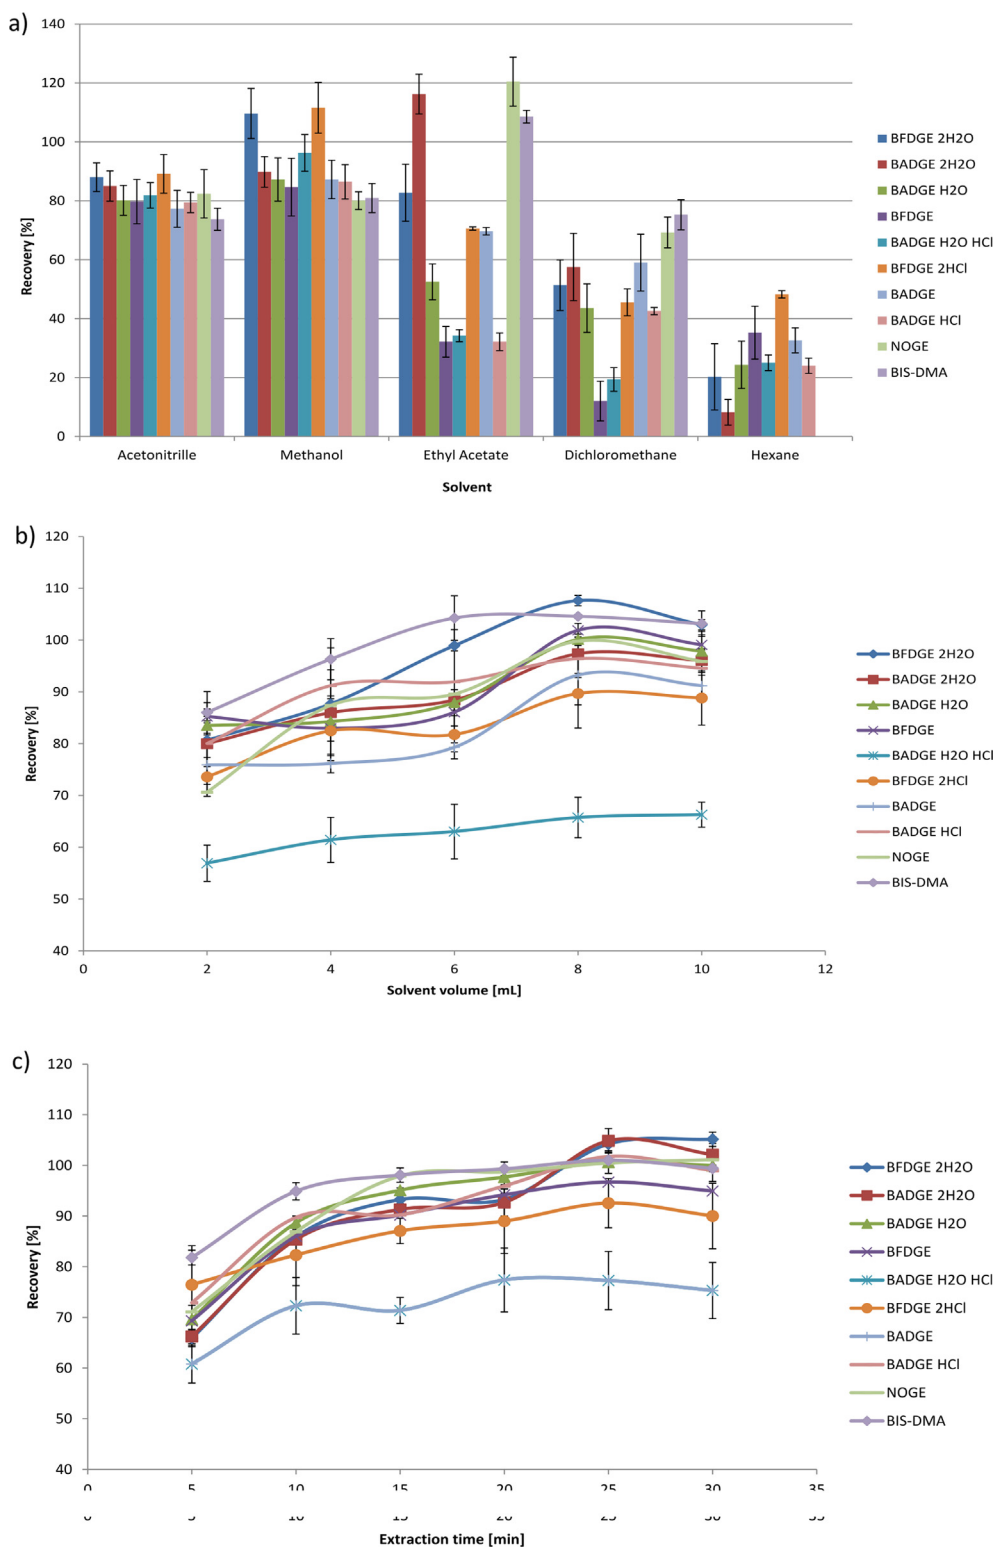 a)
140
120
100
80
60
40
20
0
Recovery [%]
Acetonitrille Methanol Ethyl Acetate Dichloromethane Hexane
Solvent
BFDGE 2H2O
BADGE 2H2O
BADGE H2O
BFDGE
BADGE H2O HCl
BFDGE 2HCl
BADGE
BADGE HCl
NOGE
BIS-DMA
b)
120
110
100
90
80
70
60
50
40
Recovery [%]
0 2 4 6 8 10 12
Solvent volume [mL]
BFDGE 2H2O
BADGE 2H2O
BADGE H2O
BFDGE
BADGE H2O HCl
BFDGE 2HCl
BADGE
BADGE HCl
NOGE
BIS-DMA
c)
120
110
100
90
80
70
60
50
40
Recovery [%]
0 5 10 15 20 25 30 35
Extraction time [min]
BFDGE 2H2O
BADGE 2H2O
BADGE H2O
BFDGE
BADGE H2O HCl
BFDGE 2HCl
BADGE
BADGE HCl
NOGE
BIS-DMA